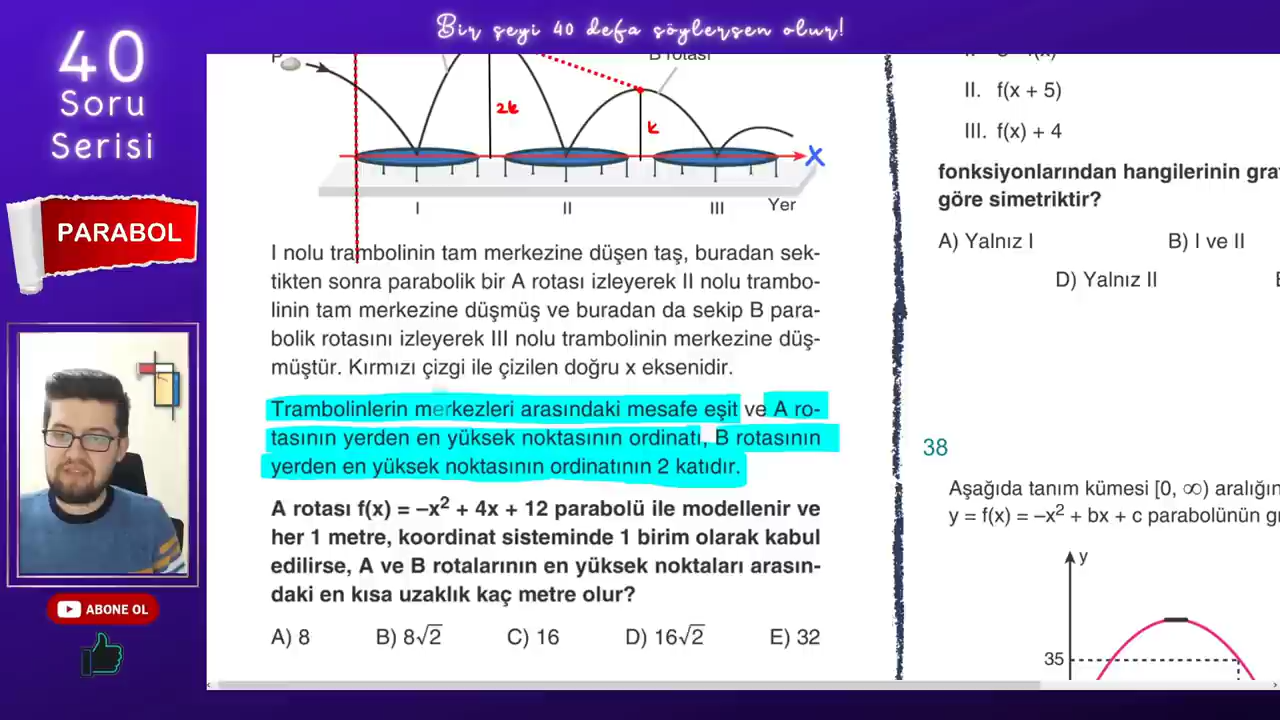 Bir şeyi 40 defa söylersen olur!
40
Soru
Serisi
PARABOL
ABONE OL
B rotası
2k
k
X
I
II
III
Yer
I nolu trambolinin tam merkezine düşen taş, buradan sek-
tikten sonra parabolik bir A rotası izleyerek II nolu trambo-
linin tam merkezine düşmüş ve buradan da sekip B para-
bolik rotasını izleyerek III nolu trambolinin merkezine düş-
müştür. Kırmızı çizgi ile çizilen doğru x eksenidir.
Trambolinlerin merkezleri arasındaki mesafe eşit ve A ro-
tasının yerden en yüksek noktasının ordinatı, B rotasının
yerden en yüksek noktasının ordinatının 2 katıdır.
A rotası f(x) = –x² + 4x + 12 parabolü ile modellenir ve
her 1 metre, koordinat sisteminde 1 birim olarak kabul
edilirse, A ve B rotalarının en yüksek noktaları arasın-
daki en kısa uzaklık kaç metre olur?
A) 8 B) 8√2 C) 16 D) 16√2 E) 32
II. f(x + 5)
III. f(x) + 4
fonksiyonlarından hangilerinin gra
göre simetriktir?
A) Yalnız I B) I ve II
D) Yalnız II
38
Aşağıda tanım kümesi [0, ∞) aralığın
y = f(x) = –x² + bx + c parabolünün gr
y
35